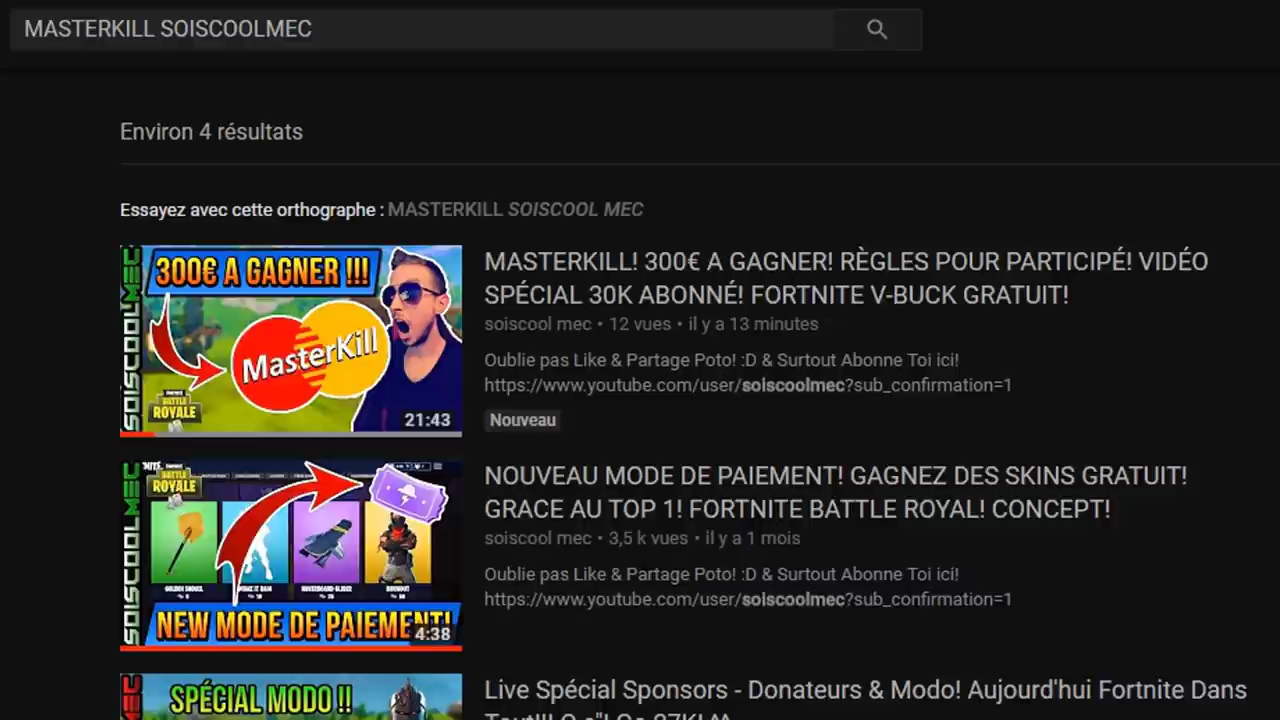 MASTERKILL SOISCOOLMEC
Environ 4 résultats
Essayez avec cette orthographe : MASTERKILL SOISCOOL MEC
SOISCOOLMEC
300€ A GAGNER !!!
MasterKill
BATTLE
ROYALE
21:43
MASTERKILL! 300€ A GAGNER! RÈGLES POUR PARTICIPÉ! VIDÉO
SPÉCIAL 30K ABONNÉ! FORTNITE V-BUCK GRATUIT!
soiscool mec • 12 vues • il y a 13 minutes
Oublie pas Like & Partage Poto! :D & Surtout Abonne Toi ici!
https://www.youtube.com/user/soiscoolmec?sub_confirmation=1
Nouveau
SOISCOOLMEC
BATTLE
ROYALE
NEW MODE DE PAIEMENT!
4:38
NOUVEAU MODE DE PAIEMENT! GAGNEZ DES SKINS GRATUIT!
GRACE AU TOP 1! FORTNITE BATTLE ROYAL! CONCEPT!
soiscool mec • 3,5 k vues • il y a 1 mois
Oublie pas Like & Partage Poto! :D & Surtout Abonne Toi ici!
https://www.youtube.com/user/soiscoolmec?sub_confirmation=1
SPÉCIAL MODO !!
Live Spécial Sponsors - Donateurs & Modo! Aujourd'hui Fortnite Dans